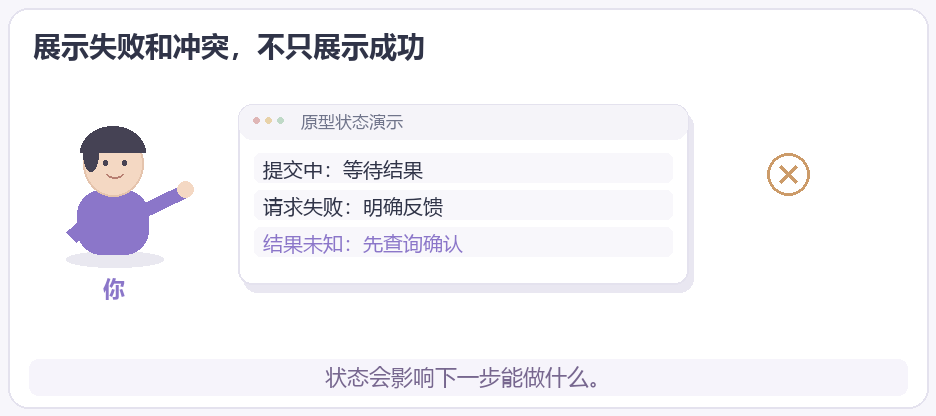 展示失败和冲突，不只展示成功
原型状态演示
提交中：等待结果
请求失败：明确反馈
结果未知：先查询确认
你
状态会影响下一步能做什么。